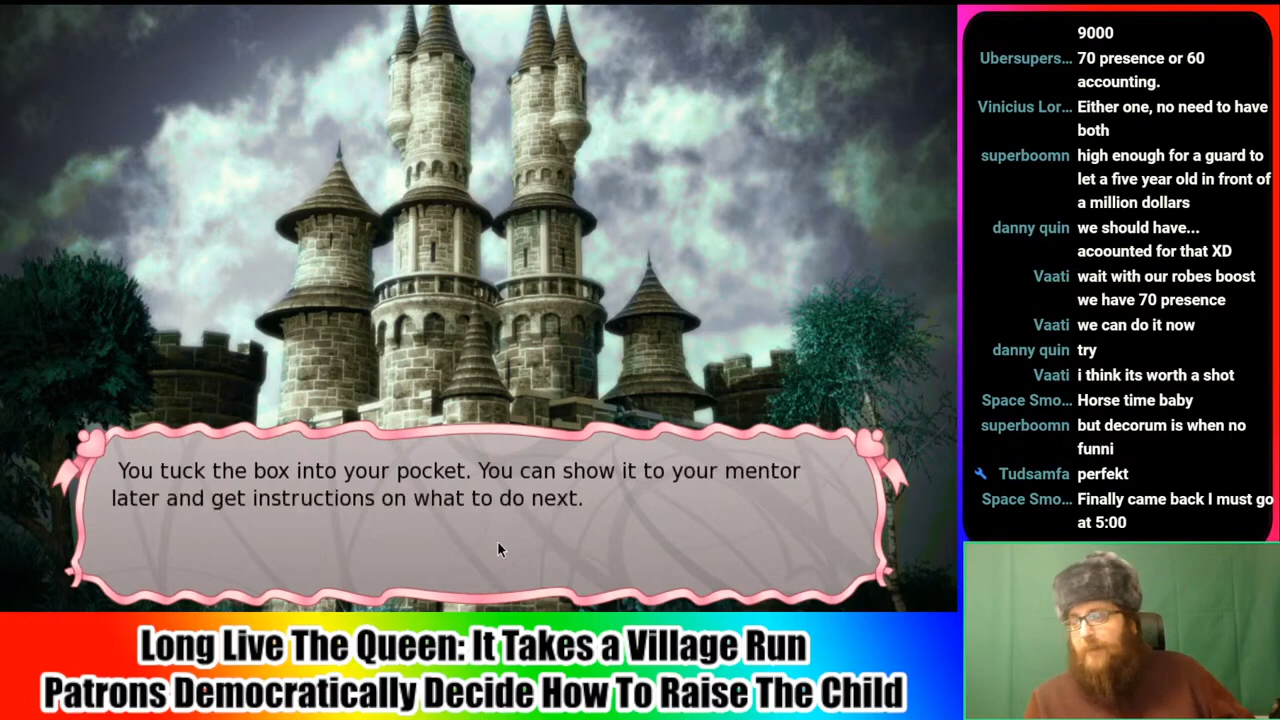 You tuck the box into your pocket. You can show it to your mentor
later and get instructions on what to do next.
Long Live The Queen: It Takes a Village Run
Patrons Democratically Decide How To Raise The Child
9000
Ubersupers... 70 presence or 60
accounting.
Vinicius Lor... Either one, no need to have
both
superboomn high enough for a guard to
let a five year old in front of
a million dollars
danny quin we should have...
acoounted for that XD
Vaati wait with our robes boost
we have 70 presence
Vaati we can do it now
danny quin try
Vaati i think its worth a shot
Space Smo... Horse time baby
superboomn but decorum is when no
funni
Tudsamfa perfekt
Space Smo... Finally came back I must go
at 5:00